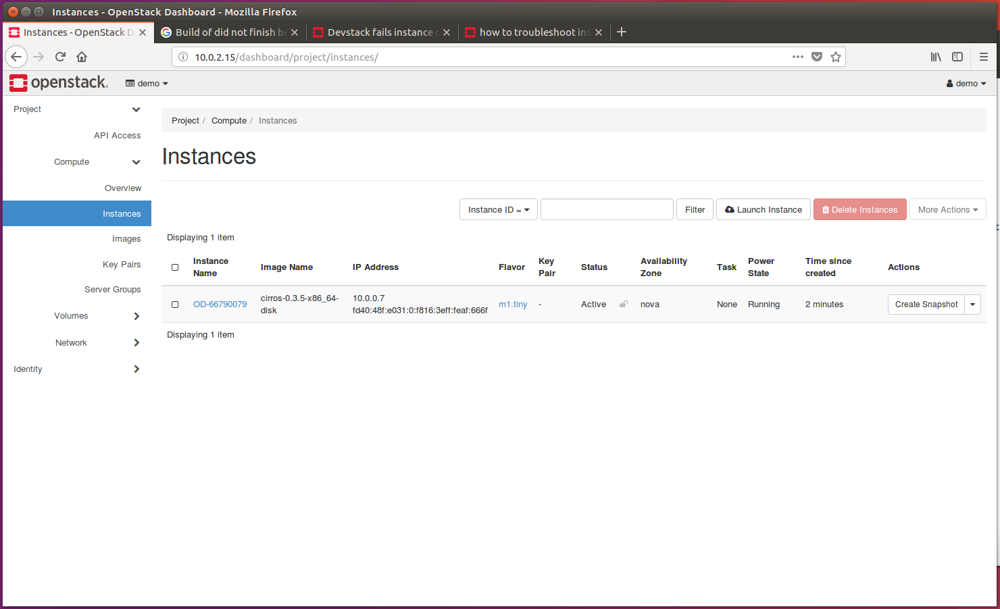 Instances - OpenStack Dashboard - Mozilla Firefox
Instances - OpenStack D
Build of did not finish be
Devstack fails instance c
how to troubleshoot ins
10.0.2.15/dashboard/project/instances/
openstack.
demo
demo
Project
API Access
Compute
Overview
Instances
Images
Key Pairs
Server Groups
Volumes
Network
Identity
Project / Compute / Instances
Instances
Instance ID =
Filter
Launch Instance
Delete Instances
More Actions
Displaying 1 item
Instance Name
Image Name
IP Address
Flavor
Key Pair
Status
Availability Zone
Task
Power State
Time since created
Actions
OD-66790079
cirros-0.3.5-x86_64-
disk
10.0.0.7
fd40:48f:e031:0:f816:3eff:feaf:666f
m1.tiny
-
Active
nova
None
Running
2 minutes
Create Snapshot
Displaying 1 item